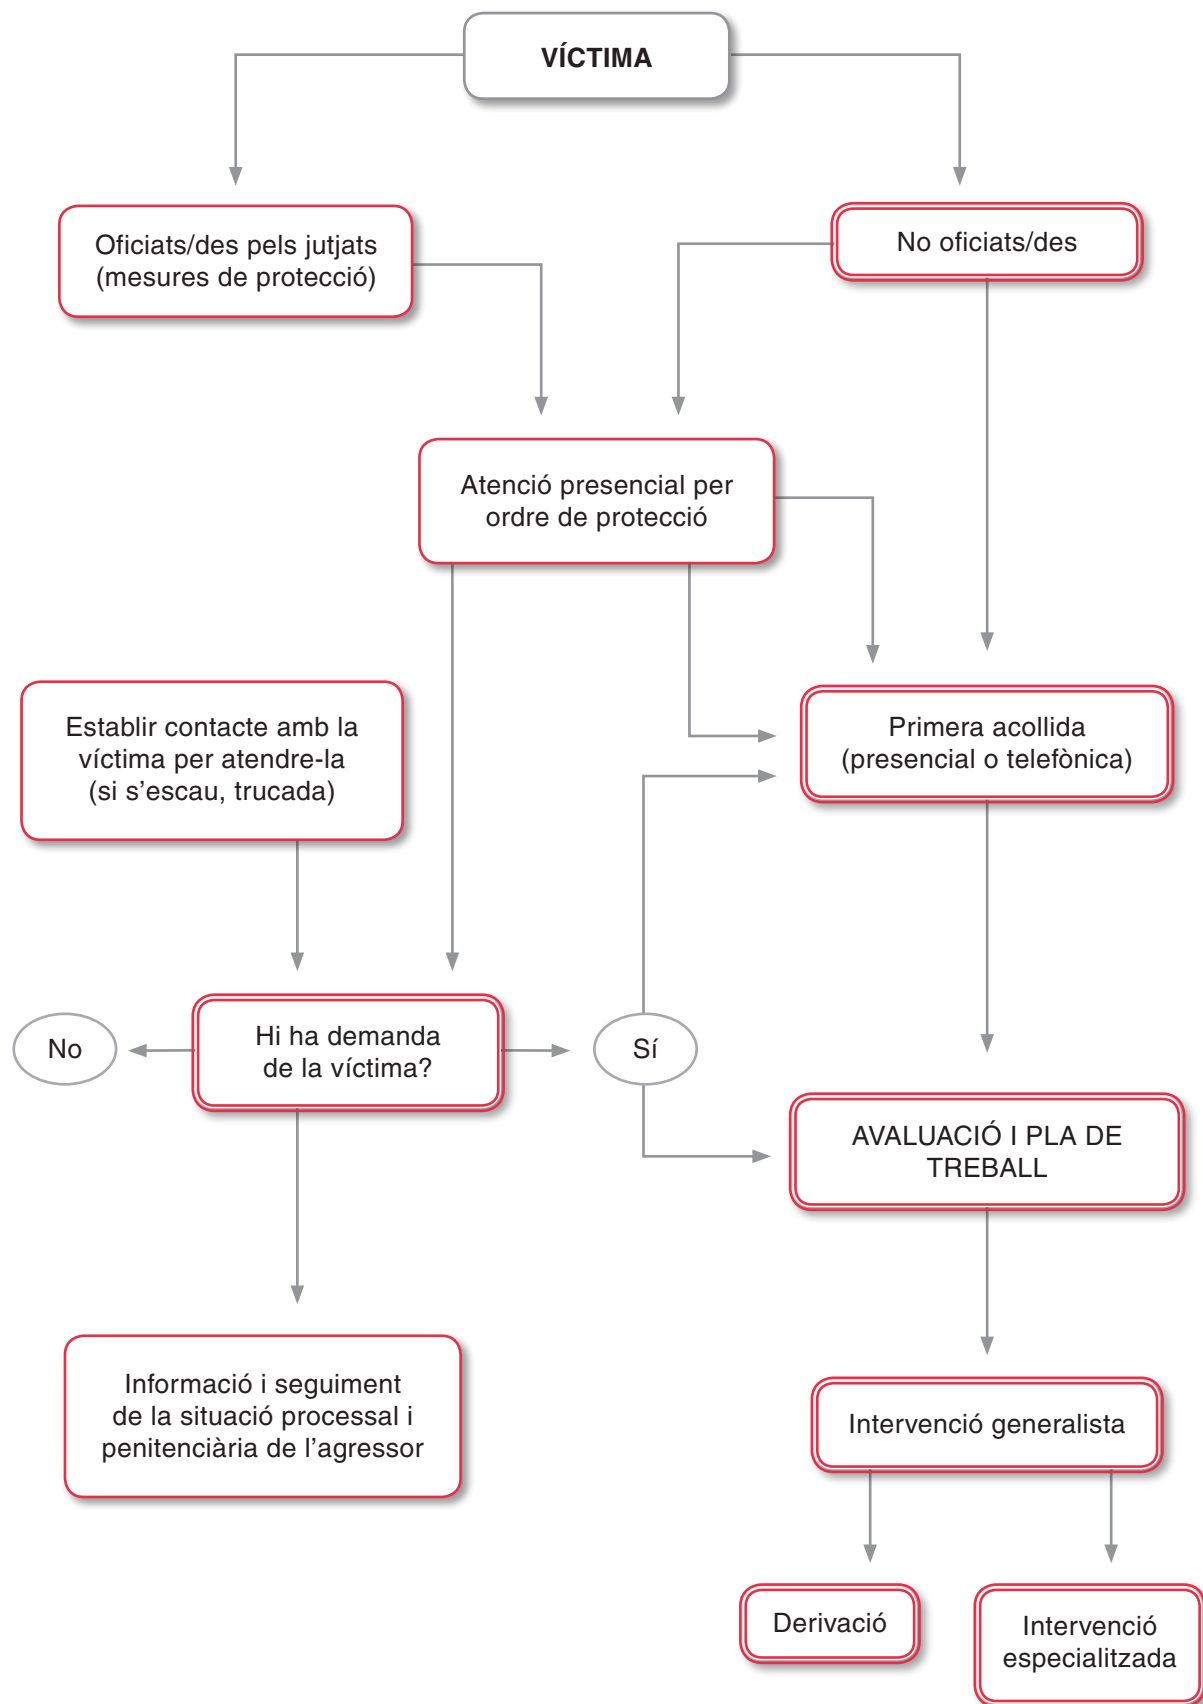 VÍCTIMA
Oficiats/des pels jutjats
(mesures de protecció)
No oficiats/des
Atenció presencial per
ordre de protecció
Establir contacte amb la
víctima per atendre-la
(si s’escau, trucada)
Primera acollida
(presencial o telefònica)
No
Hi ha demanda
de la víctima?
Sí
AVALUACIÓ I PLA DE
TREBALL
Informació i seguiment
de la situació processal i
penitenciària de l’agressor
Intervenció generalista
Derivació
Intervenció
especialitzada